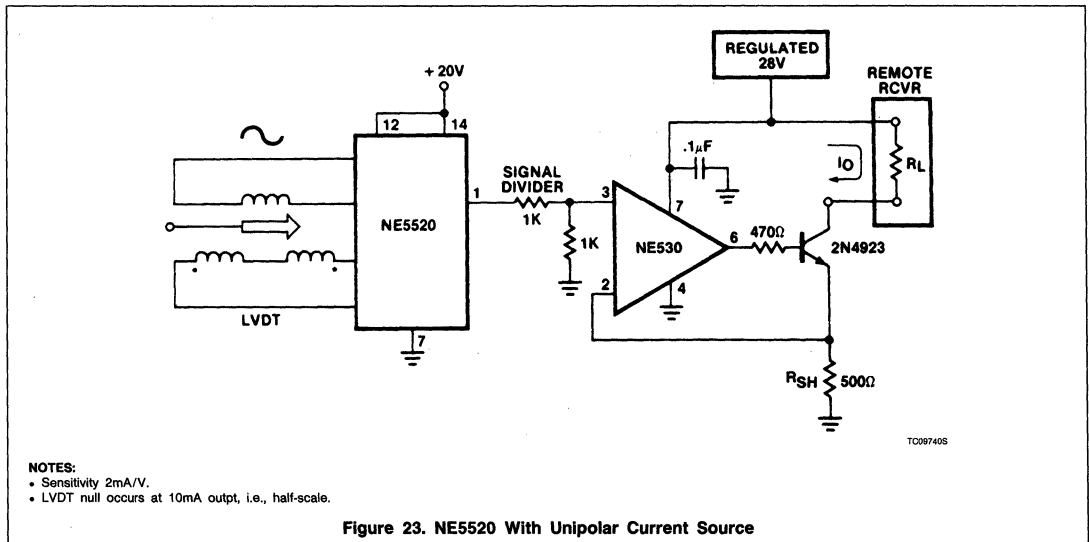 REGULATED
28V
REMOTE
RCVR
+ 20V
12
14
.1μF
IO
RL
SIGNAL
DIVIDER
1
3
7
1K
NE5520
1K
NE530
6
470Ω
2N4923
2
4
LVDT
7
RSH
500Ω
TC09740S
NOTES:
• Sensitivity 2mA/V.
• LVDT null occurs at 10mA outpt, i.e., half-scale.
Figure 23. NE5520 With Unipolar Current Source